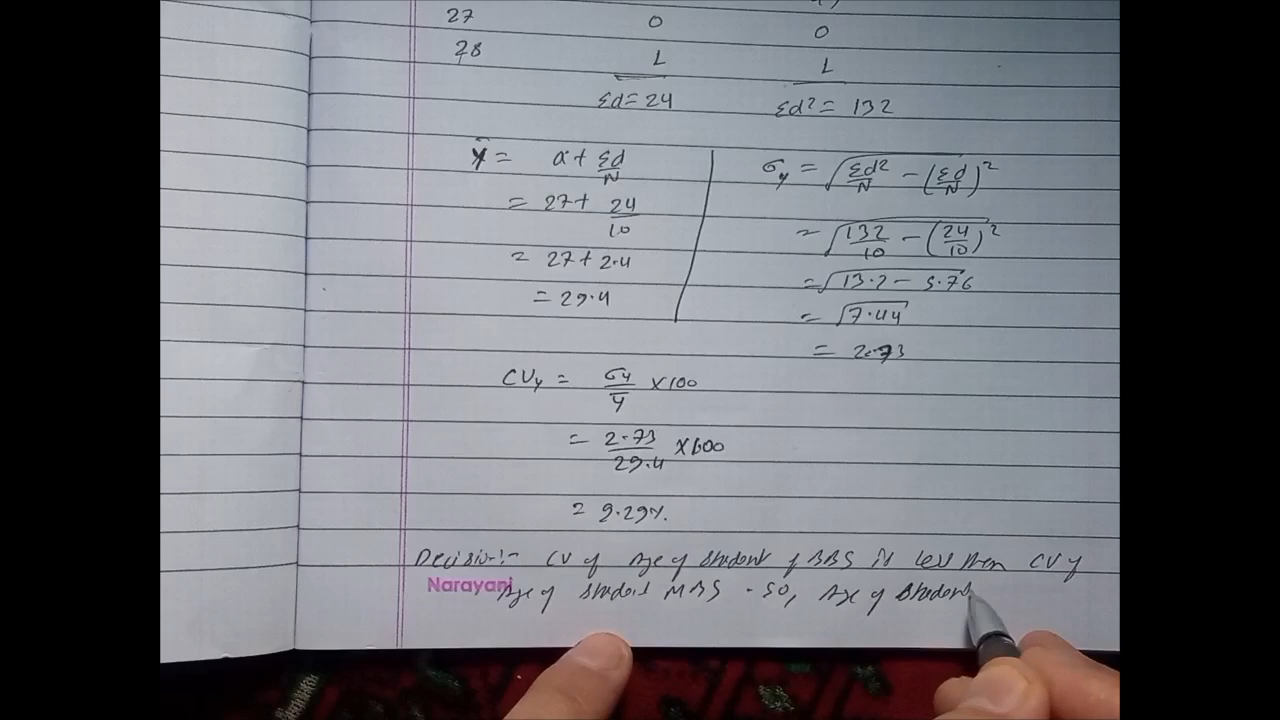 27 0 0
28 1 1
Σd = 24 Σd² = 132
ȳ = a + Σd/N
= 27 + 24/10
= 27 + 2.4
= 29.4
σy = √(Σd²/N - (Σd/N)²)
= √(132/10 - (24/10)²)
= √(13.2 - 5.76)
= √7.44
= 2.73
CVy = σy/ȳ × 100
= 2.73/29.4 × 100
= 9.29%.
Decision:- CV of Age of student of BBS is less then CV of
Narayani
Age of student MBS. So, Age of Student